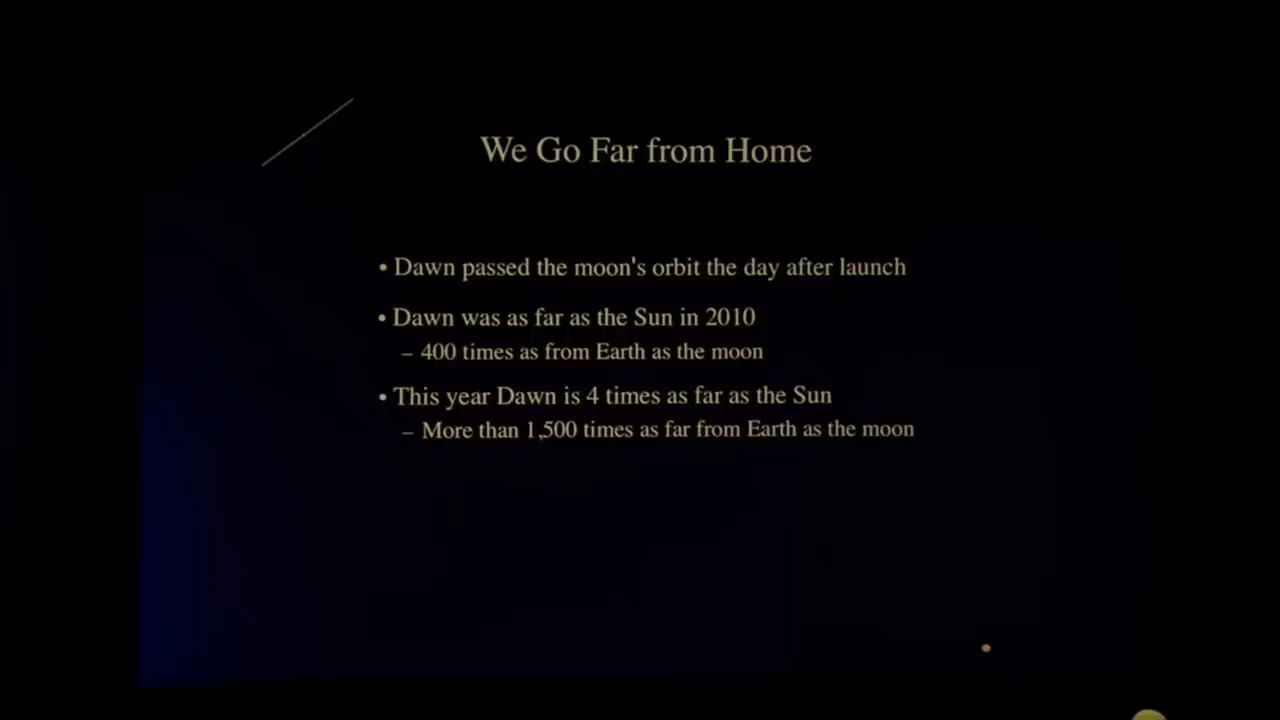 We Go Far from Home
• Dawn passed the moon's orbit the day after launch
• Dawn was as far as the Sun in 2010
– 400 times as from Earth as the moon
• This year Dawn is 4 times as far as the Sun
– More than 1,500 times as far from Earth as the moon